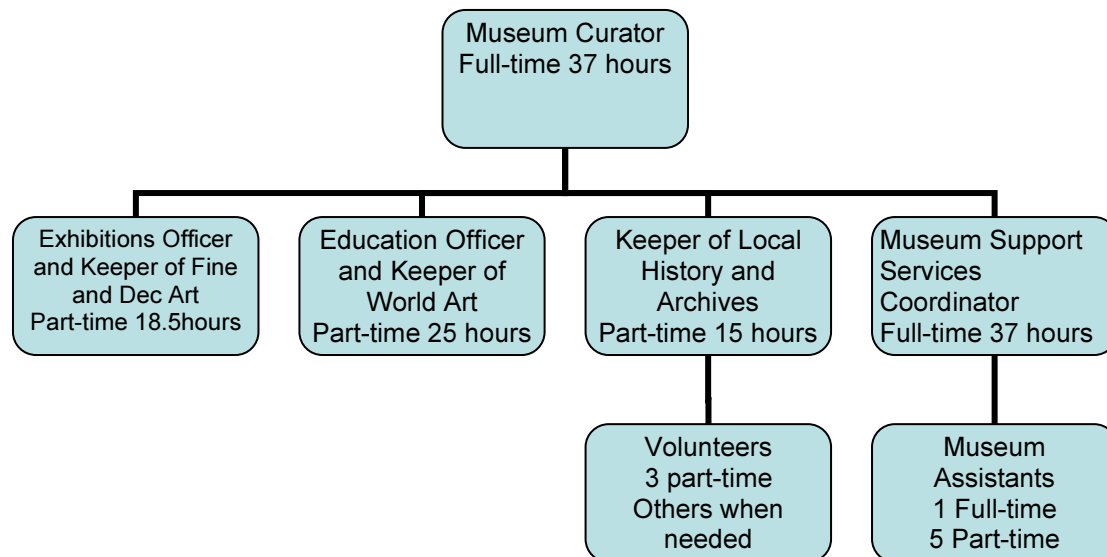 Museum Curator
Full-time 37 hours
Exhibitions Officer
and Keeper of Fine
and Dec Art
Part-time 18.5hours
Education Officer
and Keeper of
World Art
Part-time 25 hours
Keeper of Local
History and
Archives
Part-time 15 hours
Museum Support
Services
Coordinator
Full-time 37 hours
Volunteers
3 part-time
Others when
needed
Museum
Assistants
1 Full-time
5 Part-time